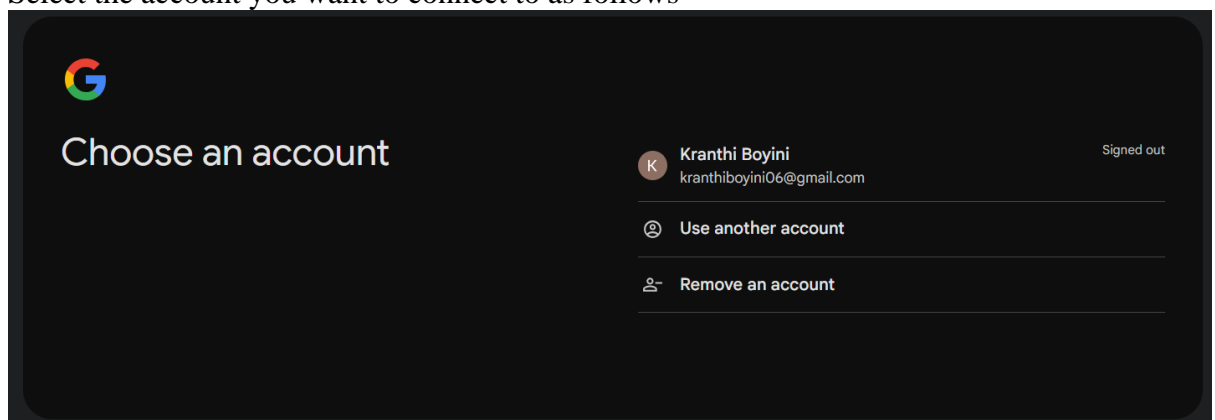 Select the account you want to connect to as follows
Choose an account
K
Kranthi Boyini
Signed out
kranthiboyini06@gmail.com
Use another account
Remove an account